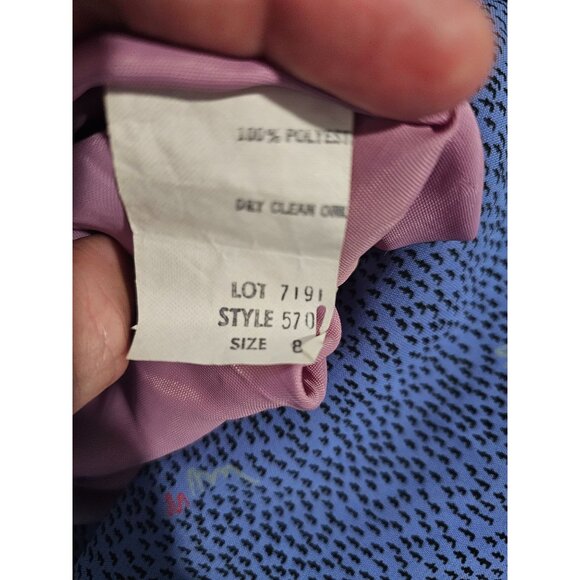 100% POLYEST
DRY CLEAN ONL
LOT 7191
STYLE 570
SIZE 8